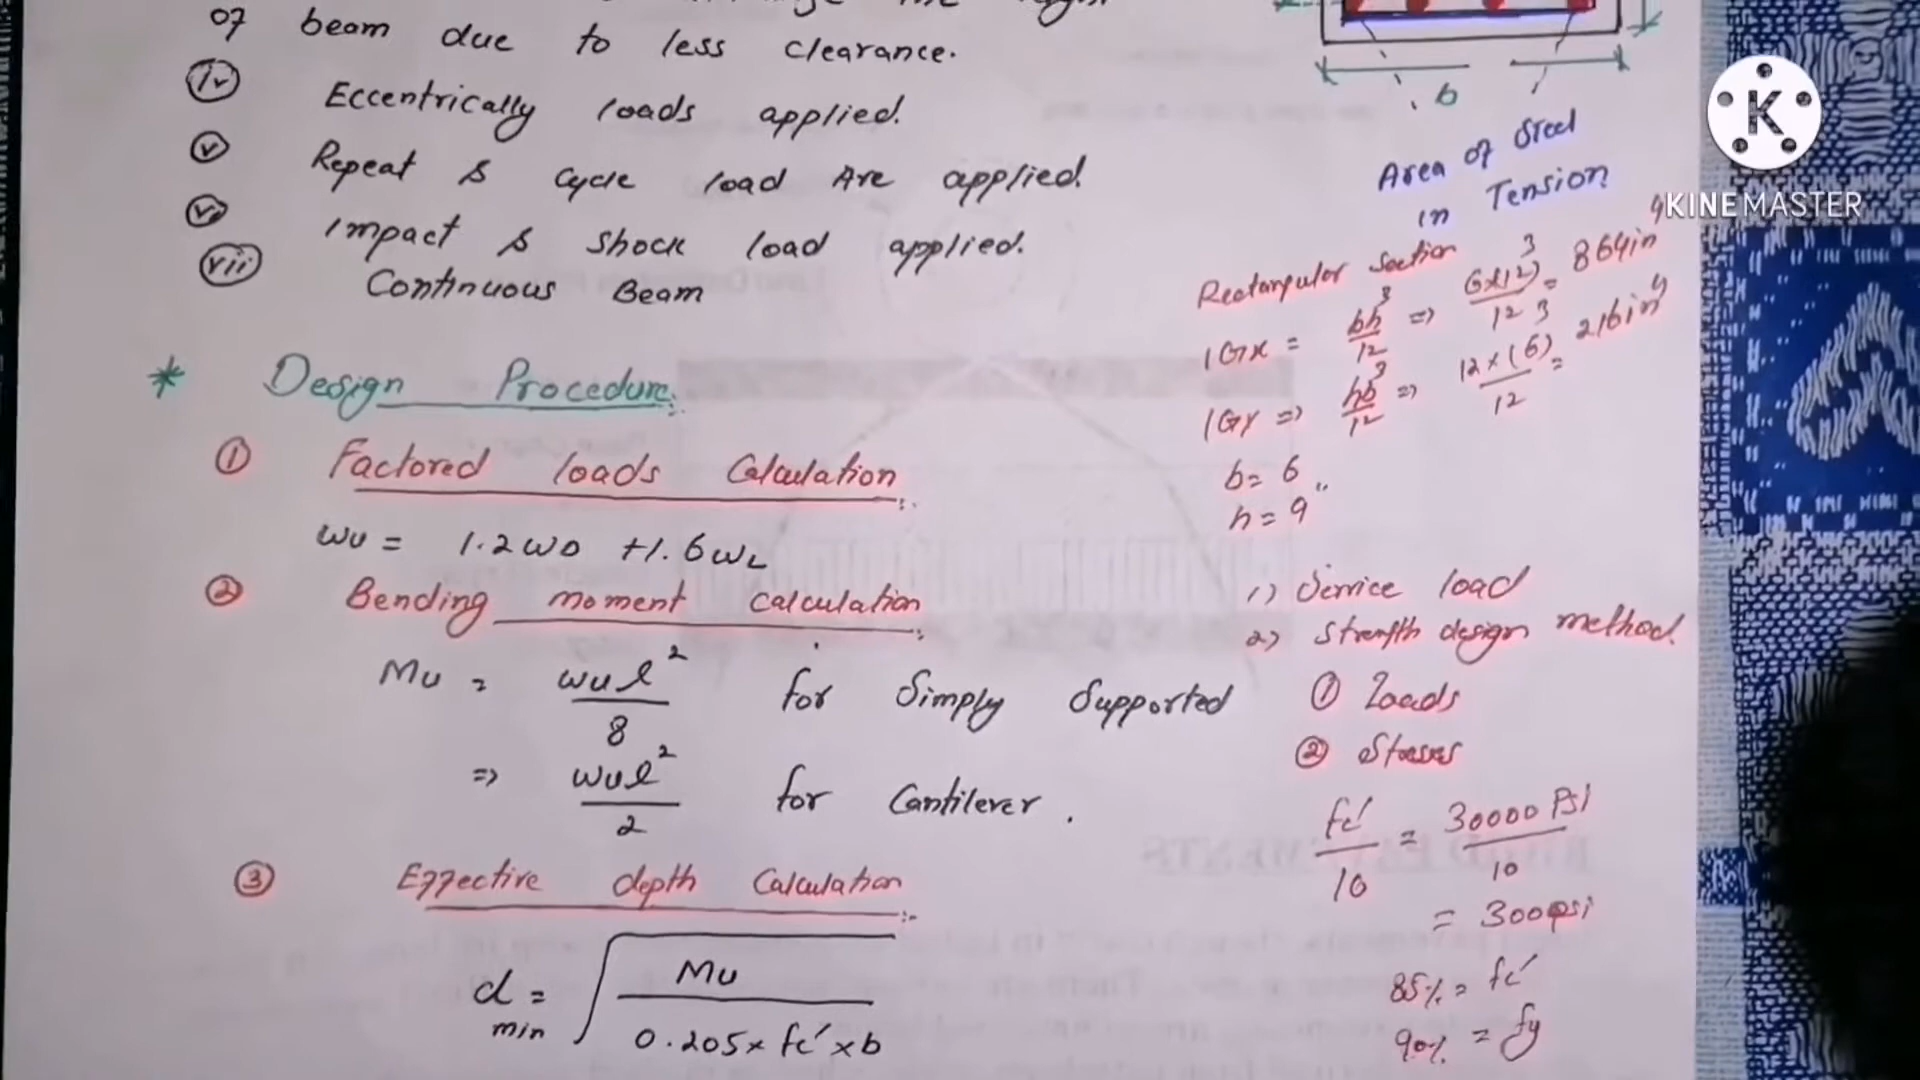 of beam due to less clearance.
iv Eccentrically loads applied.
v Repeat & cycle load Are applied.
vi Impact & Shock load applied.
vii Continuous Beam
* Design Procedure:
① Factored loads Calculation
wu = 1.2wD + 1.6wL
② Bending moment calculation
Mu = wul²/8 for Simply Supported
=> wul²/2 for Cantilever.
③ Effective depth Calculation
d min = √ Mu / 0.205 x fc' x b
b
Area of Steel
in Tension
Rectangular Section
IGx = bh³/12 => 6x(12)³/12 = 864in⁴
IGy => hb³/12 => 12 x (6)³/12 = 216in⁴
b = 6
h = 9"
1) Service load
2) Strength design method.
① Loads
② Stresses
fc'/10 = 30000 Psi/10
= 300psi
85% = fc'
90% = fy
K
KINEMASTER